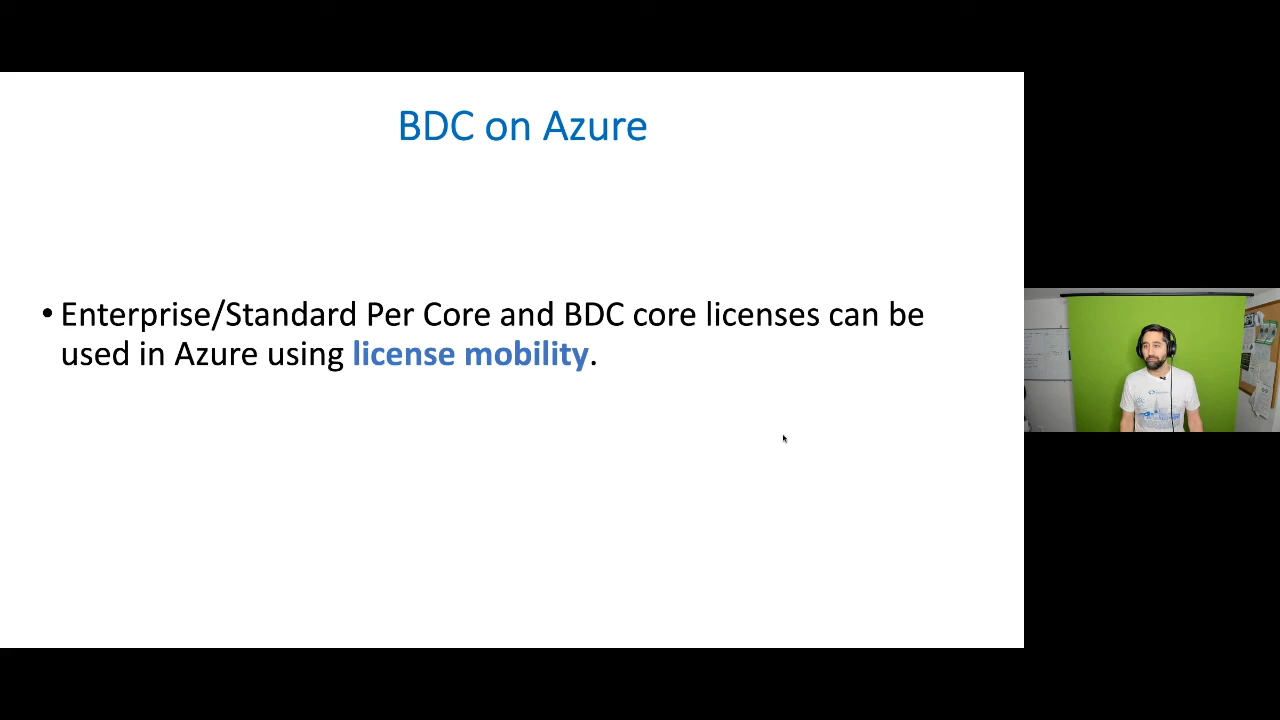 BDC on Azure
• Enterprise/Standard Per Core and BDC core licenses can be
used in Azure using license mobility.